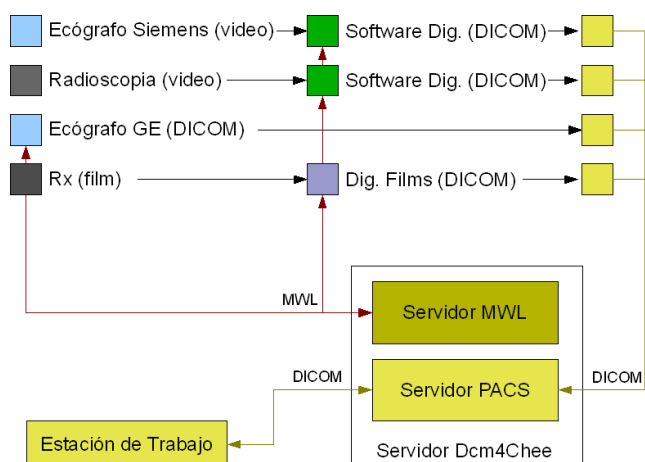 Ecógrafo Siemens (video)
Software Dig. (DICOM)
Radioscopia (video)
Software Dig. (DICOM)
Ecógrafo GE (DICOM)
Rx (film)
Dig. Films (DICOM)
MWL
Servidor MWL
DICOM
Servidor PACS
DICOM
Estación de Trabajo
Servidor Dcm4Chee